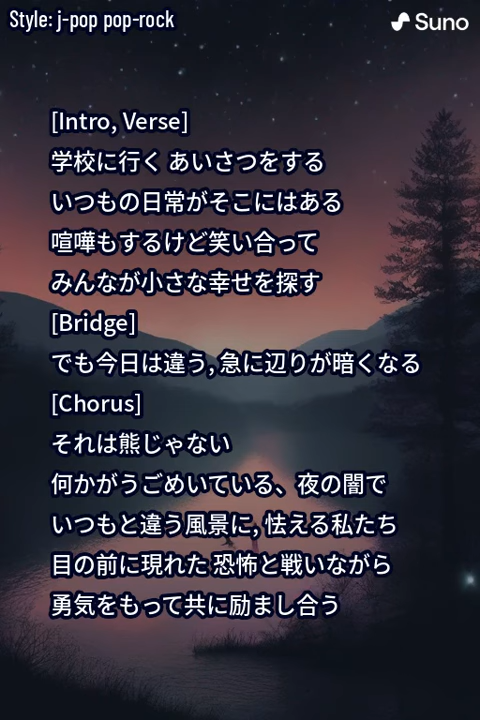 Style: j-pop pop-rock
Suno
[Intro, Verse]
学校に行く あいさつをする
いつもの日常がそこにはある
喧嘩もするけど笑い合って
みんなが小さな幸せを探す
[Bridge]
でも今日は違う, 急に辺りが暗くなる
[Chorus]
それは熊じゃない
何かがうごめいている、夜の闇で
いつもと違う風景に, 怯える私たち
目の前に現れた 恐怖と戦いながら
勇気をもって共に励まし合う